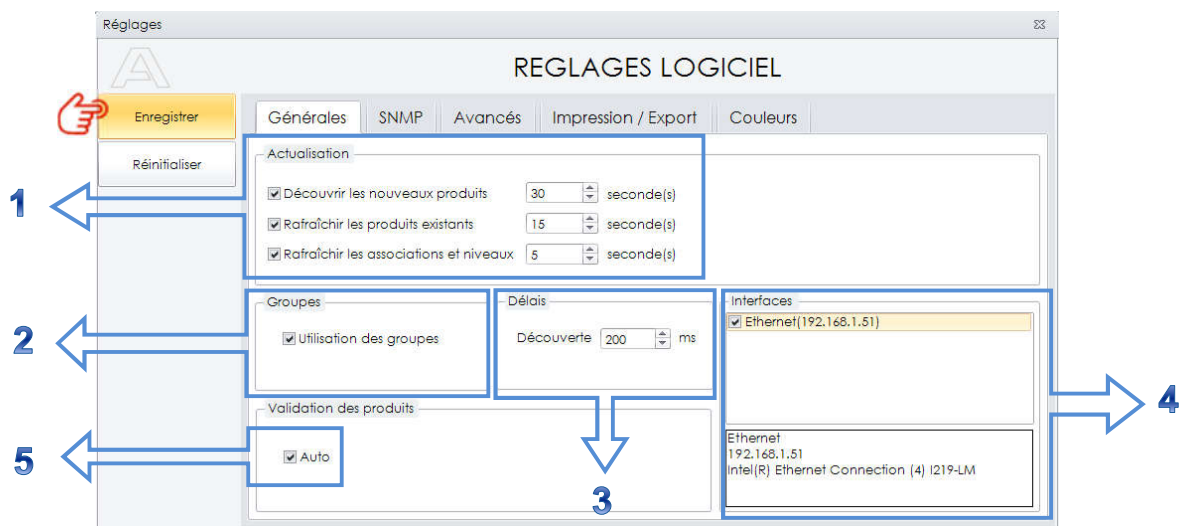 Réglages
REGLAGES LOGICIEL
Enregistrer
Réinitialiser
Générales SNMP Avancés Impression / Export Couleurs
Actualisation
Découvrir les nouveaux produits 30 seconde(s)
Rafraîchir les produits existants 15 seconde(s)
Rafraîchir les associations et niveaux 5 seconde(s)
1
Groupes
Utilisation des groupes
2
Délais
Découverte 200 ms
3
Interfaces
Ethernet(192.168.1.51)
Ethernet
192.168.1.51
Intel(R) Ethernet Connection (4) I219-LM
4
Validation des produits
Auto
5